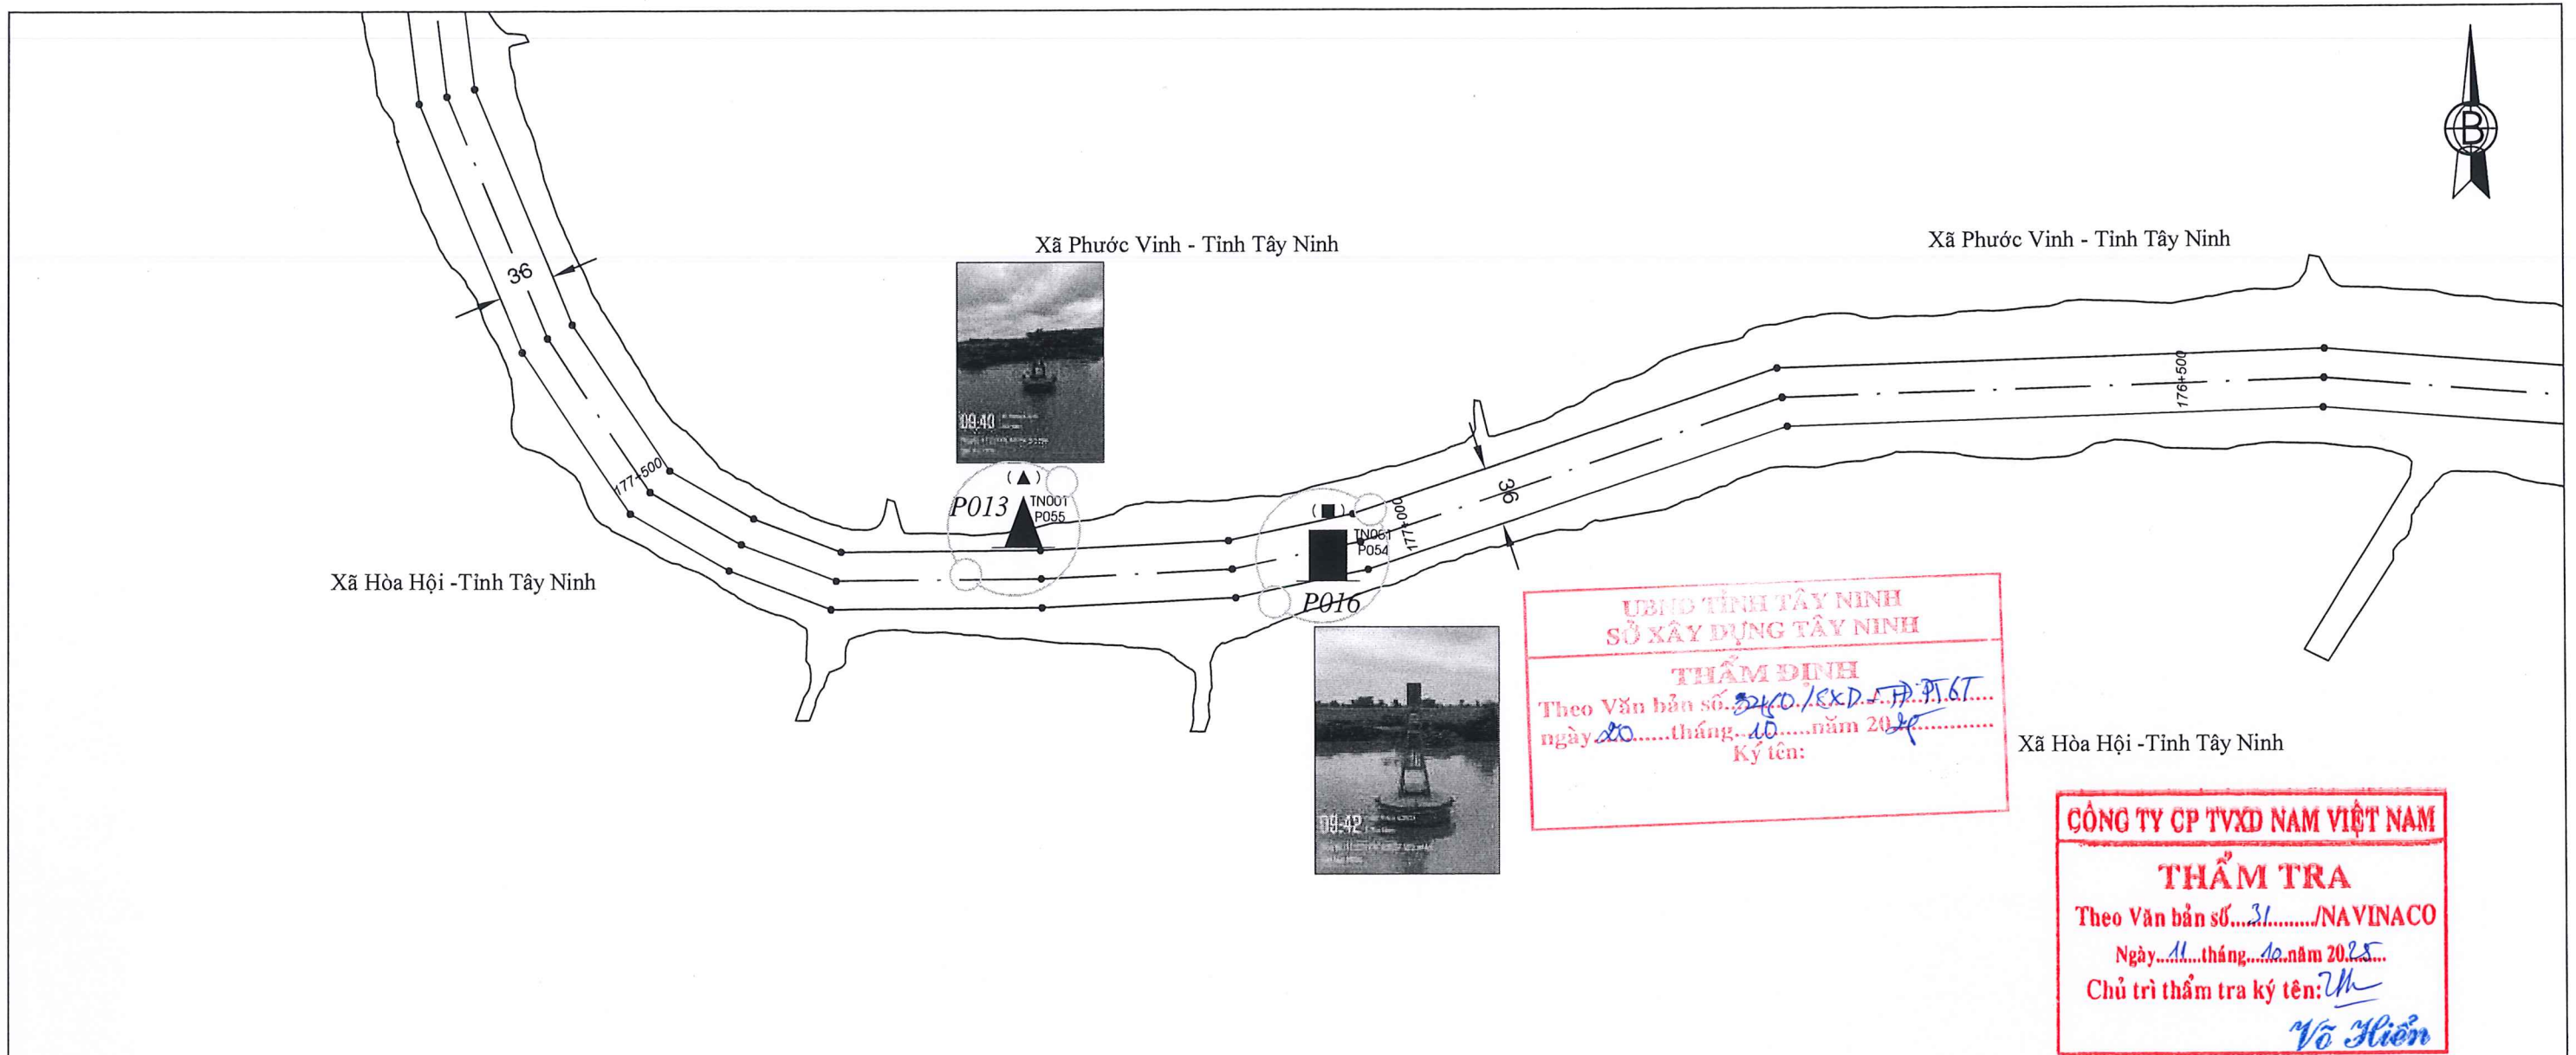 B
Xã Phước Vinh - Tỉnh Tây Ninh
Xã Phước Vinh - Tỉnh Tây Ninh
36
176+500
09:40
177+500
P013
TN001
P055
177+000
36
TN051
P054
P016
Xã Hòa Hội -Tỉnh Tây Ninh
09:42
UBND TỈNH TÂY NINH
SỞ XÂY DỰNG TÂY NINH
THẨM ĐỊNH
Theo Văn bản số
ngày 20 tháng 10 năm 20
Ký tên:
Xã Hòa Hội -Tỉnh Tây Ninh
CÔNG TY CP TVXD NAM VIỆT NAM
THẨM TRA
Theo Văn bản số...31........./NAVINACO
Ngày..11...tháng..10.năm 2025...
Chủ trì thẩm tra ký tên:
Võ Hiển